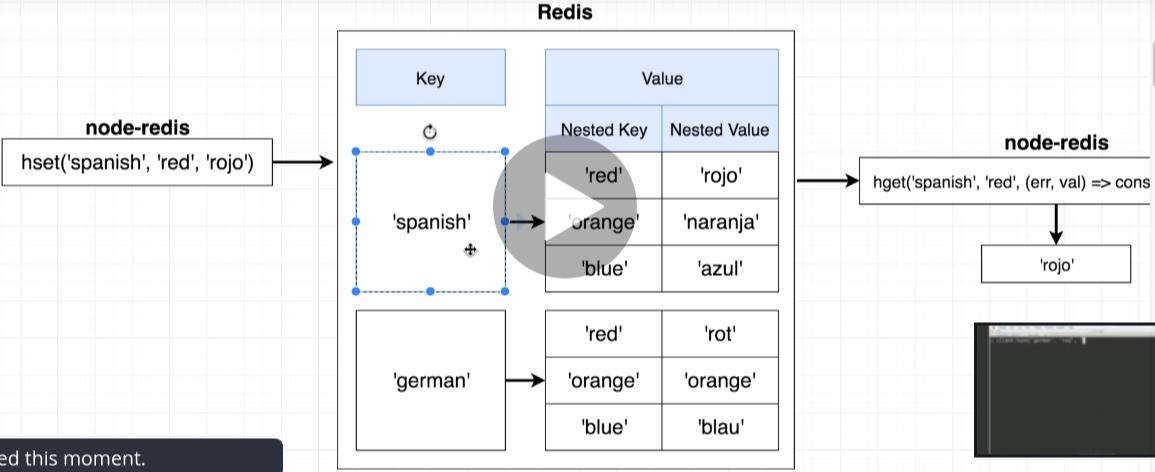 Redis
Key
Value
Nested Key Nested Value
node-redis
hset('spanish', 'red', 'rojo')
'spanish'
'red' 'rojo'
'orange' 'naranja'
'blue' 'azul'
'german'
'red' 'rot'
'orange' 'orange'
'blue' 'blau'
node-redis
hget('spanish', 'red', (err, val) => cons
'rojo'
ed this moment.